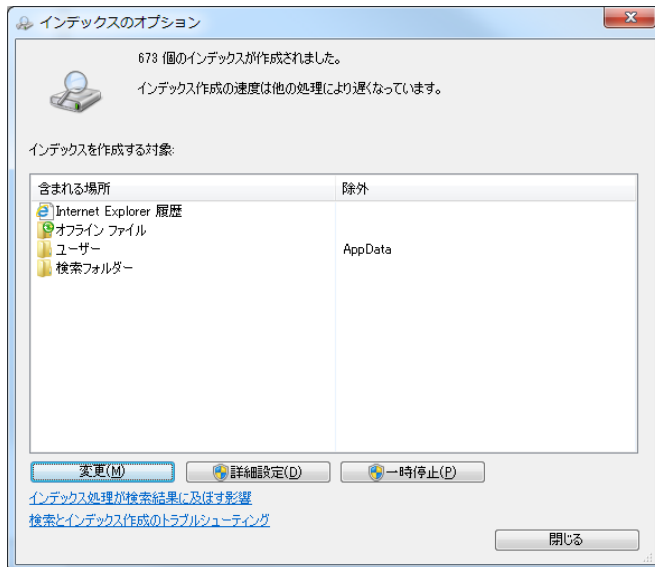 インデックスのオプション
673 個のインデックスが作成されました。
インデックス作成の速度は他の処理により遅くなっています。
インデックスを作成する対象:
含まれる場所 除外
Internet Explorer 履歴
オフライン ファイル
ユーザー AppData
検索フォルダー
変更(M) 詳細設定(D) 一時停止(P)
インデックス処理が検索結果に及ぼす影響
検索とインデックス作成のトラブルシューティング
閉じる